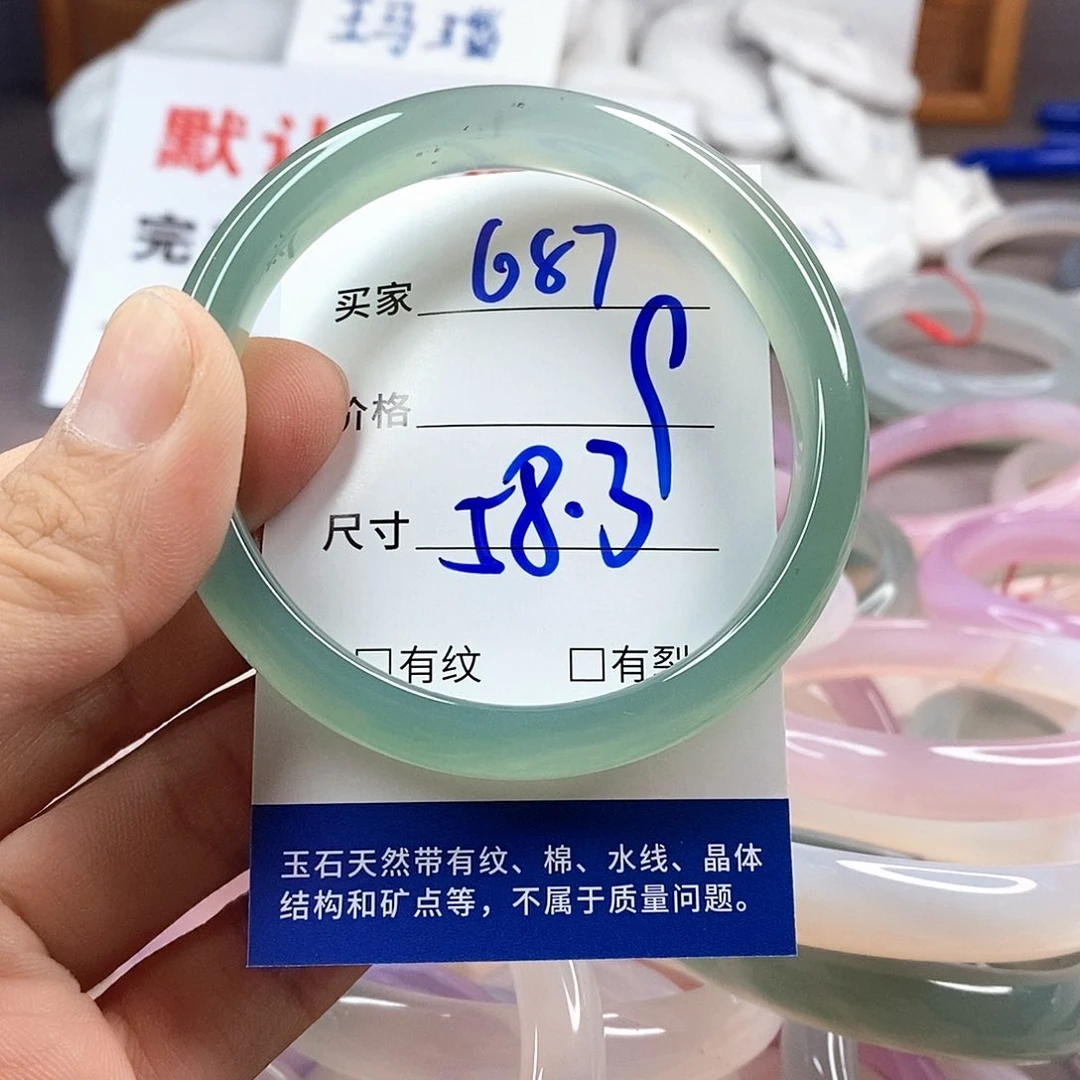 玛瑙
默认
完
买家 687
价格
尺寸 58.3
□有纹 □有裂
玉石天然带有纹、棉、水线、晶体
结构和矿点等，不属于质量问题。